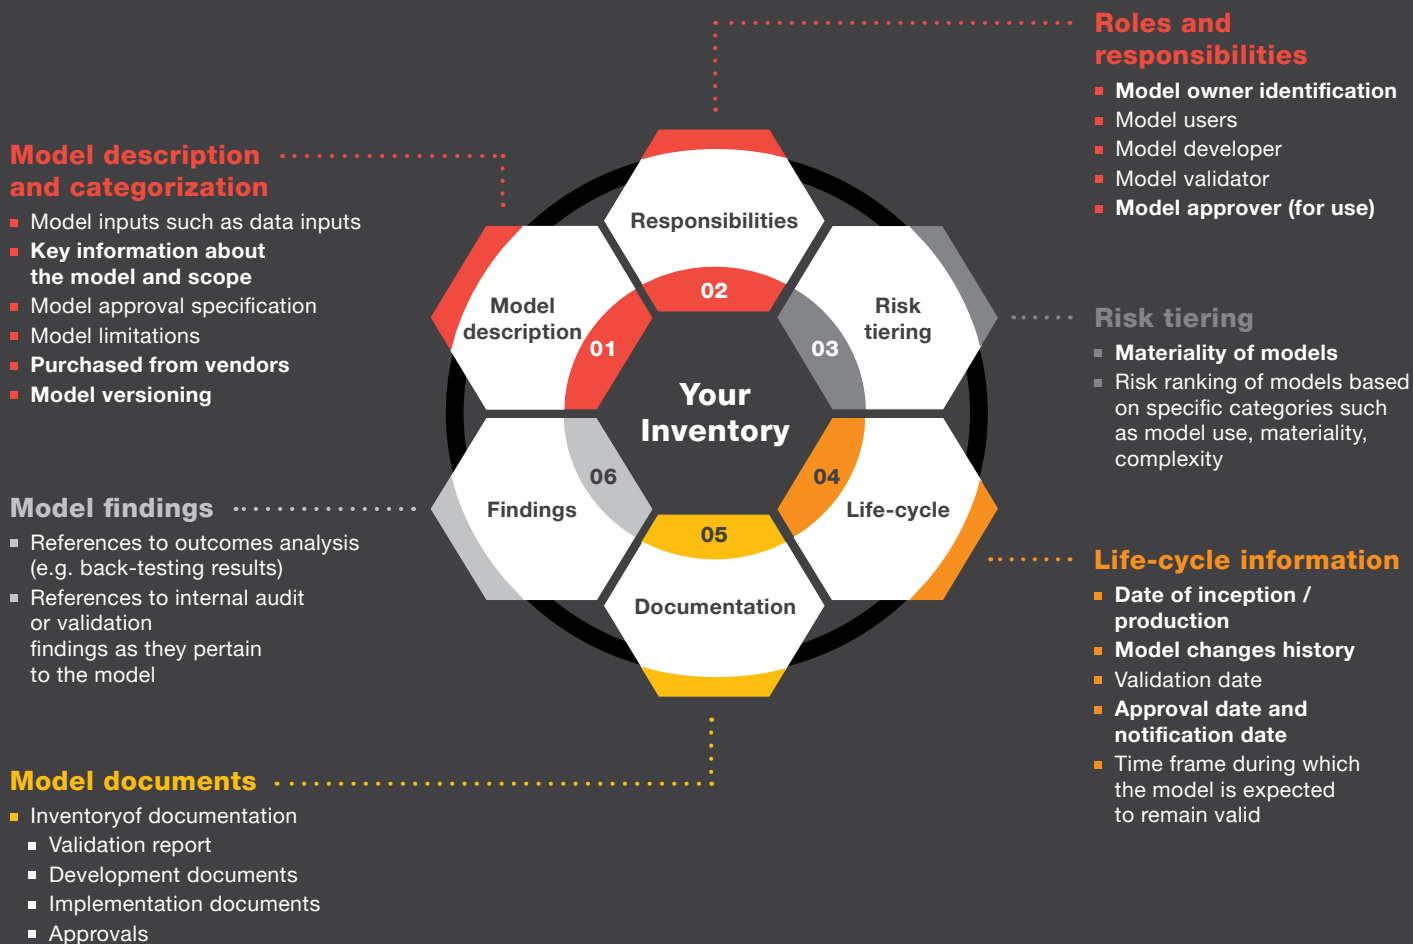 Roles and
responsibilities
Model owner identification
Model users
Model developer
Model validator
Model approver (for use)
Model description
and categorization
Model inputs such as data inputs
Key information about
the model and scope
Model approval specification
Model limitations
Purchased from vendors
Model versioning
Responsibilities
02
Model
description
01
Risk
tiering
03
Your
Inventory
Risk tiering
Materiality of models
Risk ranking of models based
on specific categories such
as model use, materiality,
complexity
06
Findings
04
Life-cycle
05
Documentation
Model findings
References to outcomes analysis
(e.g. back-testing results)
References to internal audit
or validation
findings as they pertain
to the model
Life-cycle information
Date of inception /
production
Model changes history
Validation date
Approval date and
notification date
Time frame during which
the model is expected
to remain valid
Model documents
Inventoryof documentation
Validation report
Development documents
Implementation documents
Approvals